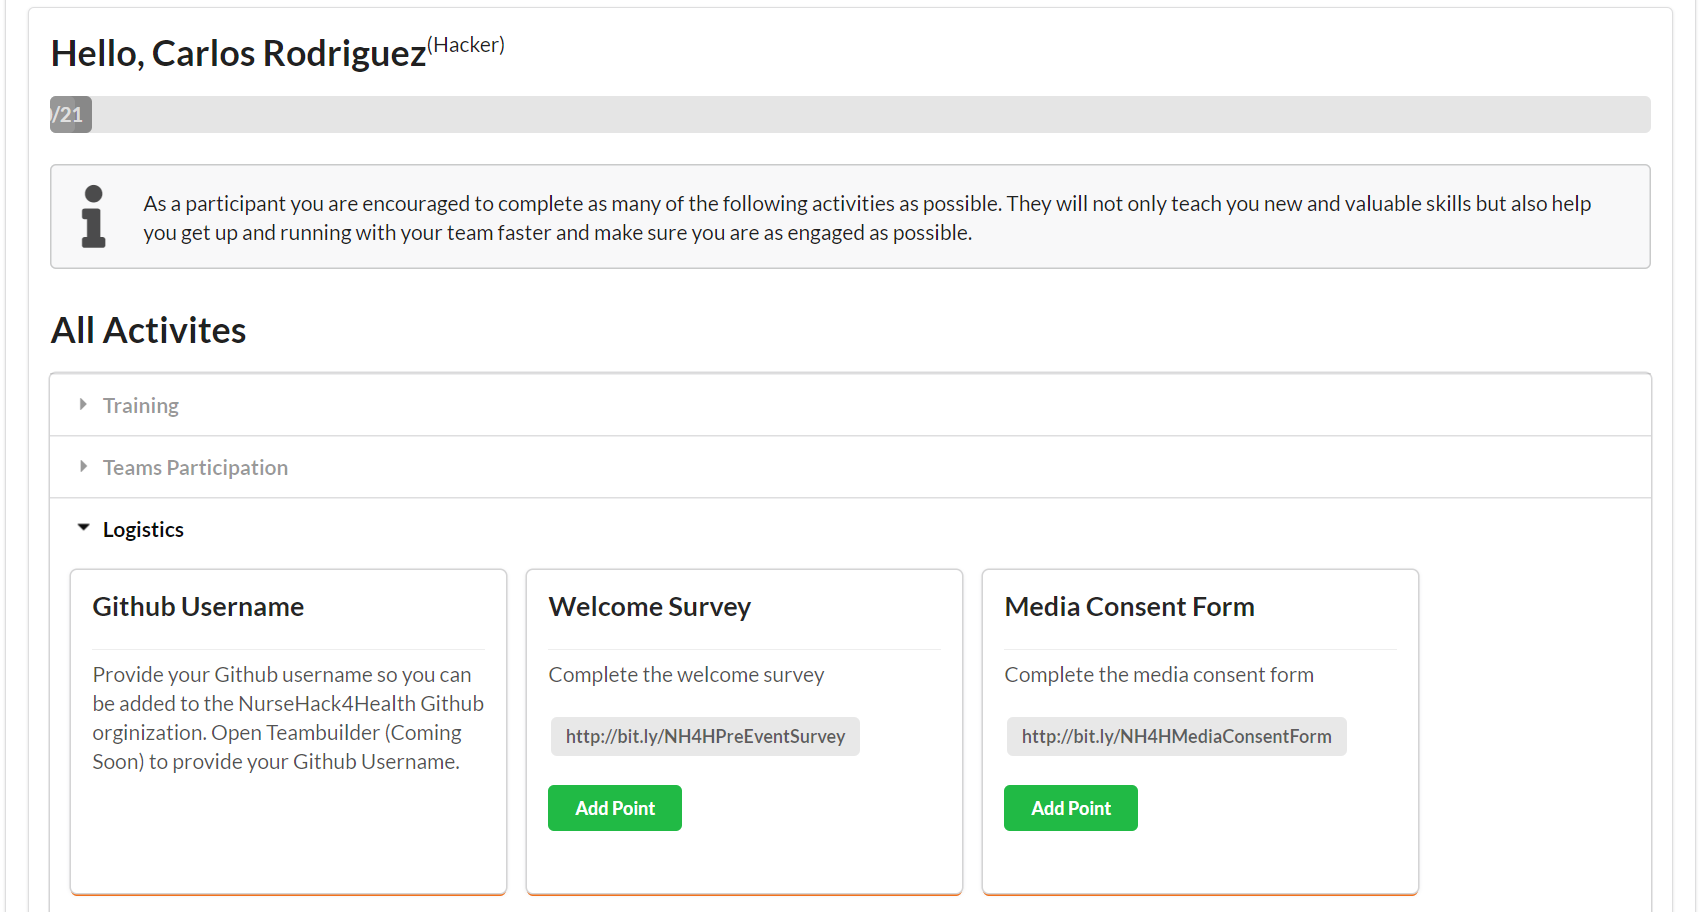 Hello, Carlos Rodriguez(Hacker)
/21
As a participant you are encouraged to complete as many of the following activities as possible. They will not only teach you new and valuable skills but also help
you get up and running with your team faster and make sure you are as engaged as possible.
All Activites
Training
Teams Participation
Logistics
Github Username
Provide your Github username so you can
be added to the NurseHack4Health Github
orginization. Open Teambuilder (Coming
Soon) to provide your Github Username.
Welcome Survey
Complete the welcome survey
http://bit.ly/NH4HPreEventSurvey
Add Point
Media Consent Form
Complete the media consent form
http://bit.ly/NH4HMediaConsentForm
Add Point